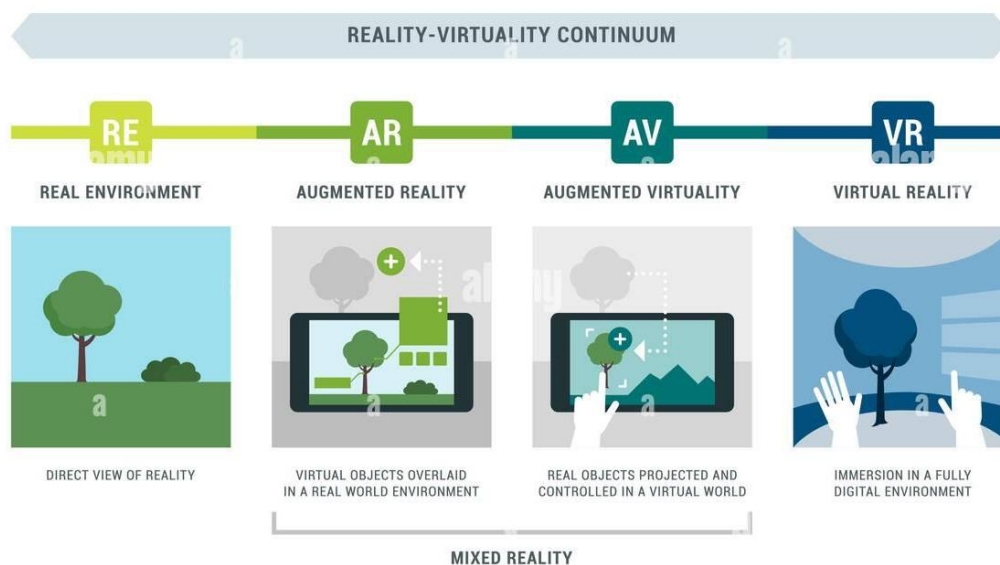 REALITY-VIRTUALITY CONTINUUM
RE
AR
AV
VR
REAL ENVIRONMENT
AUGMENTED REALITY
AUGMENTED VIRTUALITY
VIRTUAL REALITY
DIRECT VIEW OF REALITY
VIRTUAL OBJECTS OVERLAID
IN A REAL WORLD ENVIRONMENT
REAL OBJECTS PROJECTED AND
CONTROLLED IN A VIRTUAL WORLD
IMMERSION IN A FULLY
DIGITAL ENVIRONMENT
MIXED REALITY
a
a
a
alamy
a
a
a
a